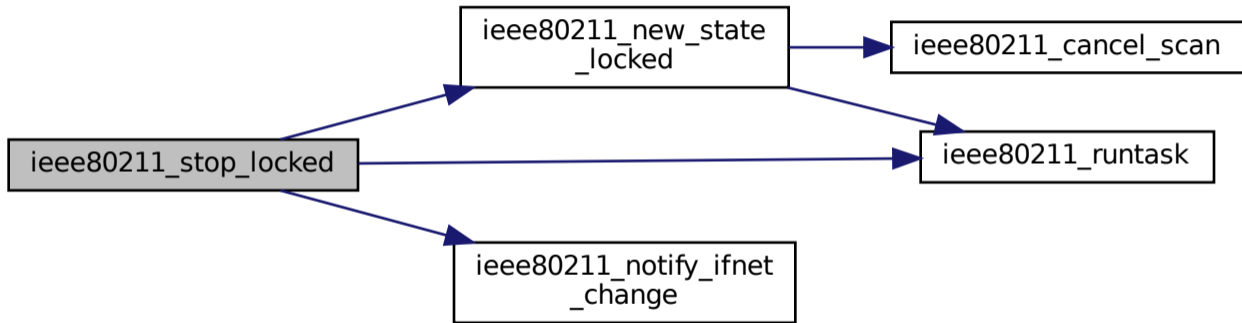 ieee80211_stop_locked
ieee80211_new_state
_locked
ieee80211_cancel_scan
ieee80211_runtask
ieee80211_notify_ifnet
_change